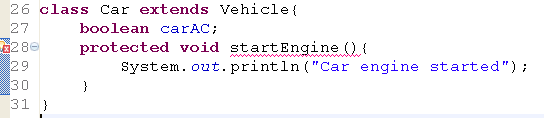 26 class Car extends Vehicle{
27     boolean carAC;
28     protected void startEngine(){
29         System.out.println("Car engine started");
30     }
31 }